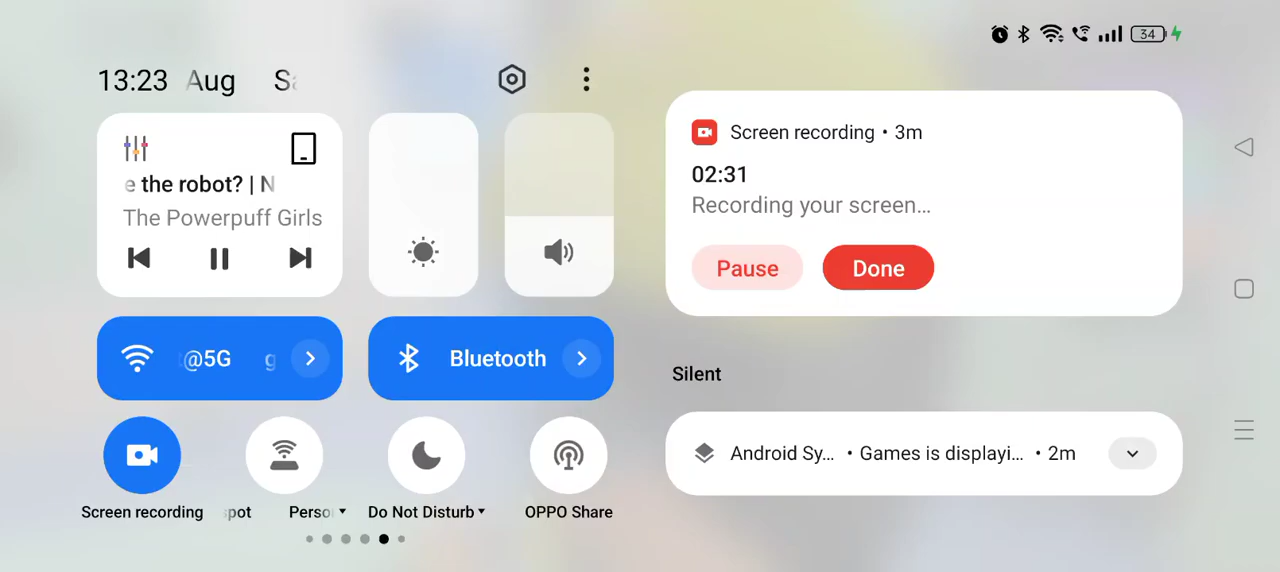 34
13:23 Aug
e the robot? | N
The Powerpuff Girls
@5G
Bluetooth
Screen recording
spot
Perso
Do Not Disturb
OPPO Share
Screen recording • 3m
02:31
Recording your screen...
Pause
Done
Silent
Android Sy... • Games is displayi... • 2m